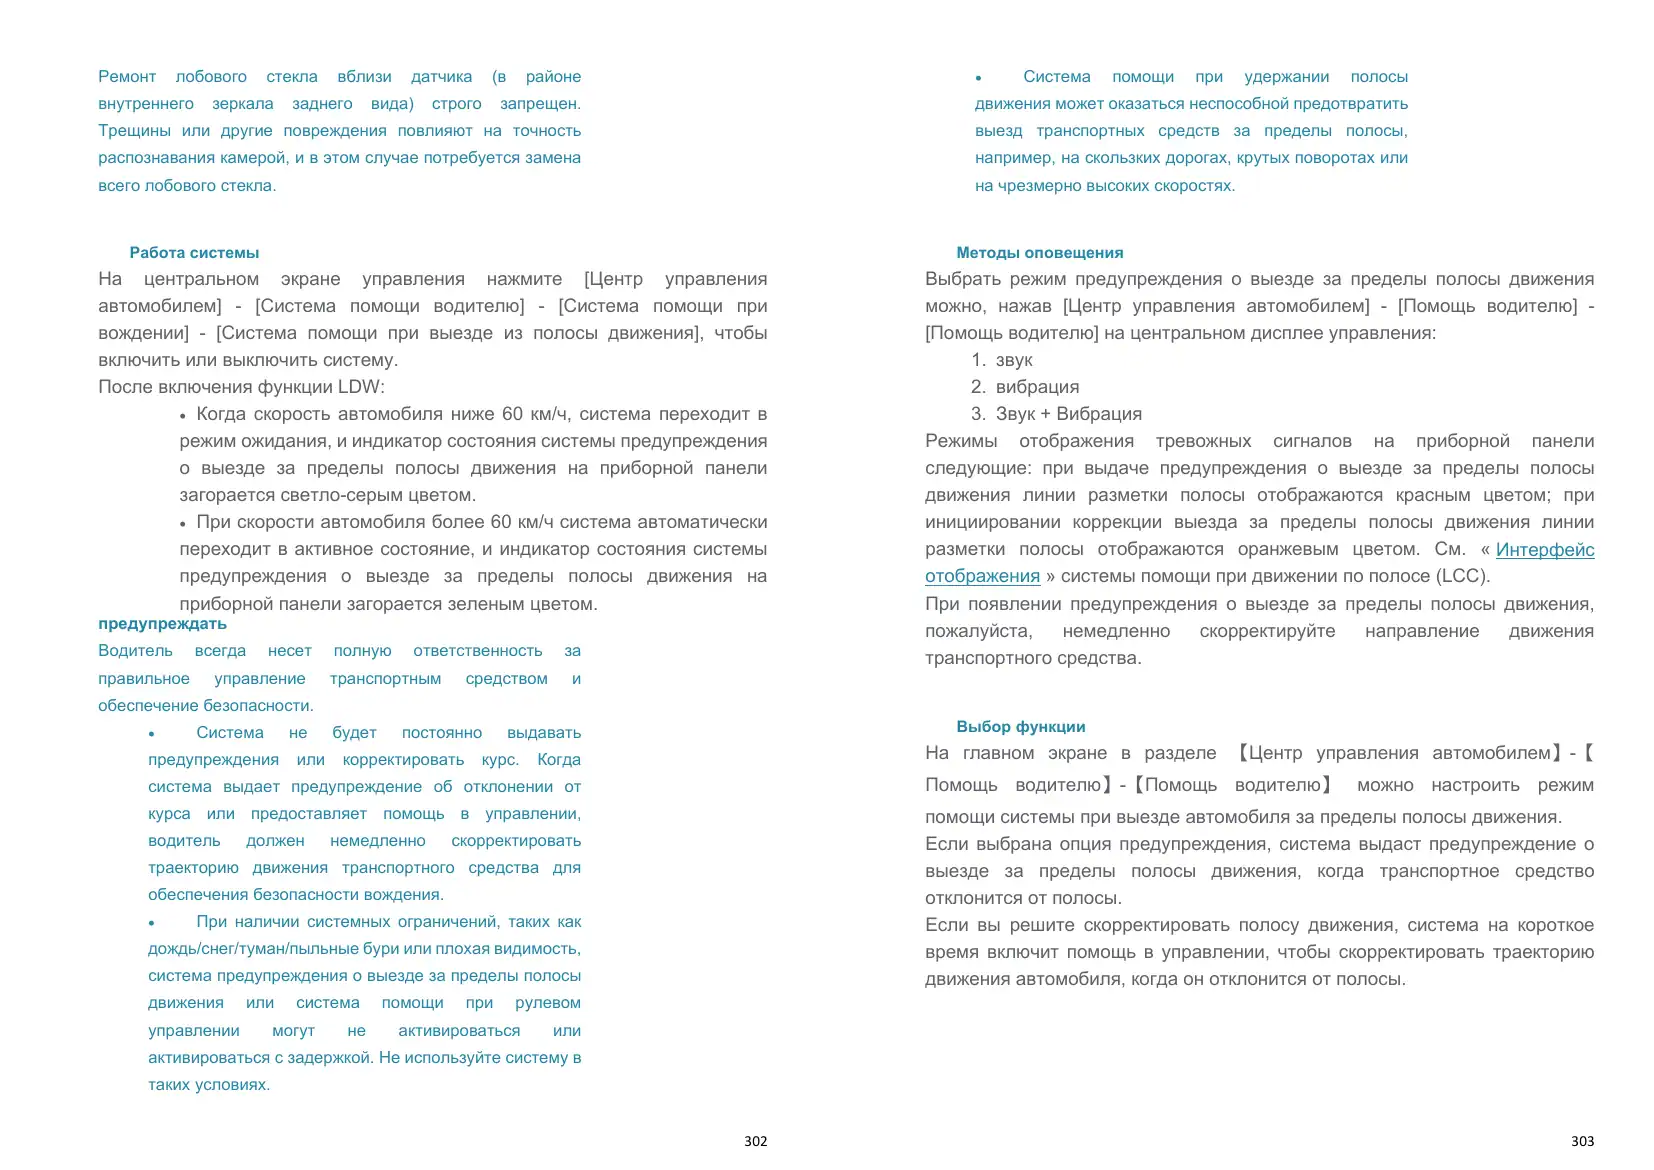 Ремонт лобового стекла вблизи датчика (в районе
внутреннего зеркала заднего вида) строго запрещен.
Трещины или другие повреждения повлияют на точность
распознавания камерой, и в этом случае потребуется замена
всего лобового стекла.
Работа системы
На центральном экране управления нажмите [Центр управления
автомобилем] - [Система помощи водителю] - [Система помощи при
вождении] - [Система помощи при выезде из полосы движения], чтобы
включить или выключить систему.
После включения функции LDW:
• Когда скорость автомобиля ниже 60 км/ч, система переходит в
режим ожидания, и индикатор состояния системы предупреждения
о выезде за пределы полосы движения на приборной панели
загорается светло-серым цветом.
• При скорости автомобиля более 60 км/ч система автоматически
переходит в активное состояние, и индикатор состояния системы
предупреждения о выезде за пределы полосы движения на
приборной панели загорается зеленым цветом.
предупреждать
Водитель всегда несет полную ответственность за
правильное управление транспортным средством и
обеспечение безопасности.
• Система не будет постоянно выдавать
предупреждения или корректировать курс. Когда
система выдает предупреждение об отклонении от
курса или предоставляет помощь в управлении,
водитель должен немедленно скорректировать
траекторию движения транспортного средства для
обеспечения безопасности вождения.
• При наличии системных ограничений, таких как
дождь/снег/туман/пыльные бури или плохая видимость,
система предупреждения о выезде за пределы полосы
движения или система помощи при рулевом
управлении могут не активироваться или
активироваться с задержкой. Не используйте систему в
таких условиях.
302
• Система помощи при удержании полосы
движения может оказаться неспособной предотвратить
выезд транспортных средств за пределы полосы,
например, на скользких дорогах, крутых поворотах или
на чрезмерно высоких скоростях.
Методы оповещения
Выбрать режим предупреждения о выезде за пределы полосы движения
можно, нажав [Центр управления автомобилем] - [Помощь водителю] -
[Помощь водителю] на центральном дисплее управления:
1. звук
2. вибрация
3. Звук + Вибрация
Режимы отображения тревожных сигналов на приборной панели
следующие: при выдаче предупреждения о выезде за пределы полосы
движения линии разметки полосы отображаются красным цветом; при
инициировании коррекции выезда за пределы полосы движения линии
разметки полосы отображаются оранжевым цветом. См. « Интерфейс
отображения » системы помощи при движении по полосе (LCC).
При появлении предупреждения о выезде за пределы полосы движения,
пожалуйста, немедленно скорректируйте направление движения
транспортного средства.
Выбор функции
На главном экране в разделе 【Центр управления автомобилем】-【
Помощь водителю】-【Помощь водителю】 можно настроить режим
помощи системы при выезде автомобиля за пределы полосы движения.
Если выбрана опция предупреждения, система выдаст предупреждение о
выезде за пределы полосы движения, когда транспортное средство
отклонится от полосы.
Если вы решите скорректировать полосу движения, система на короткое
время включит помощь в управлении, чтобы скорректировать траекторию
движения автомобиля, когда он отклонится от полосы.
303